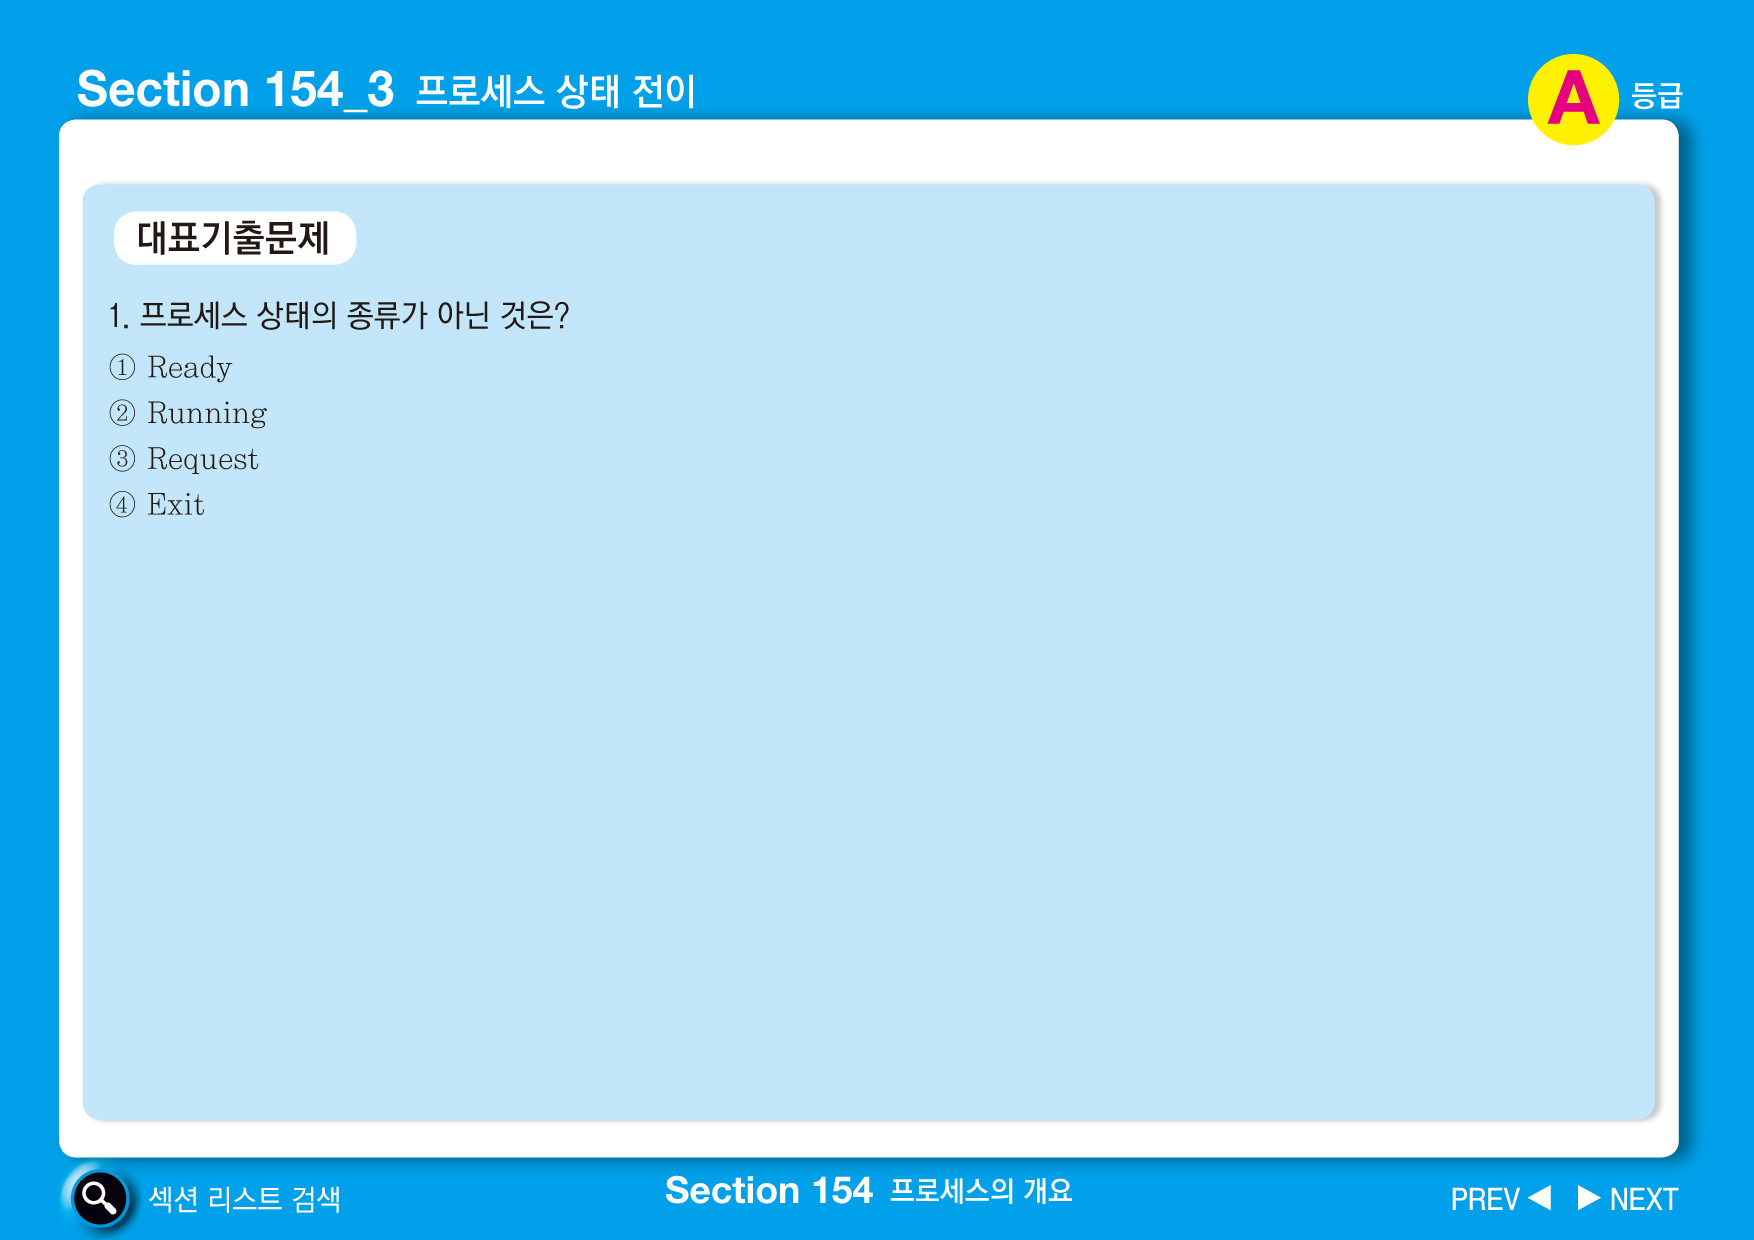 Section 154_3 프로세스 상태 전이
A 등급
대표기출문제
1. 프로세스 상태의 종류가 아닌 것은?
① Ready
② Running
③ Request
④ Exit
섹션 리스트 검색
Section 154 프로세스의 개요
PREV ◀ ▶ NEXT